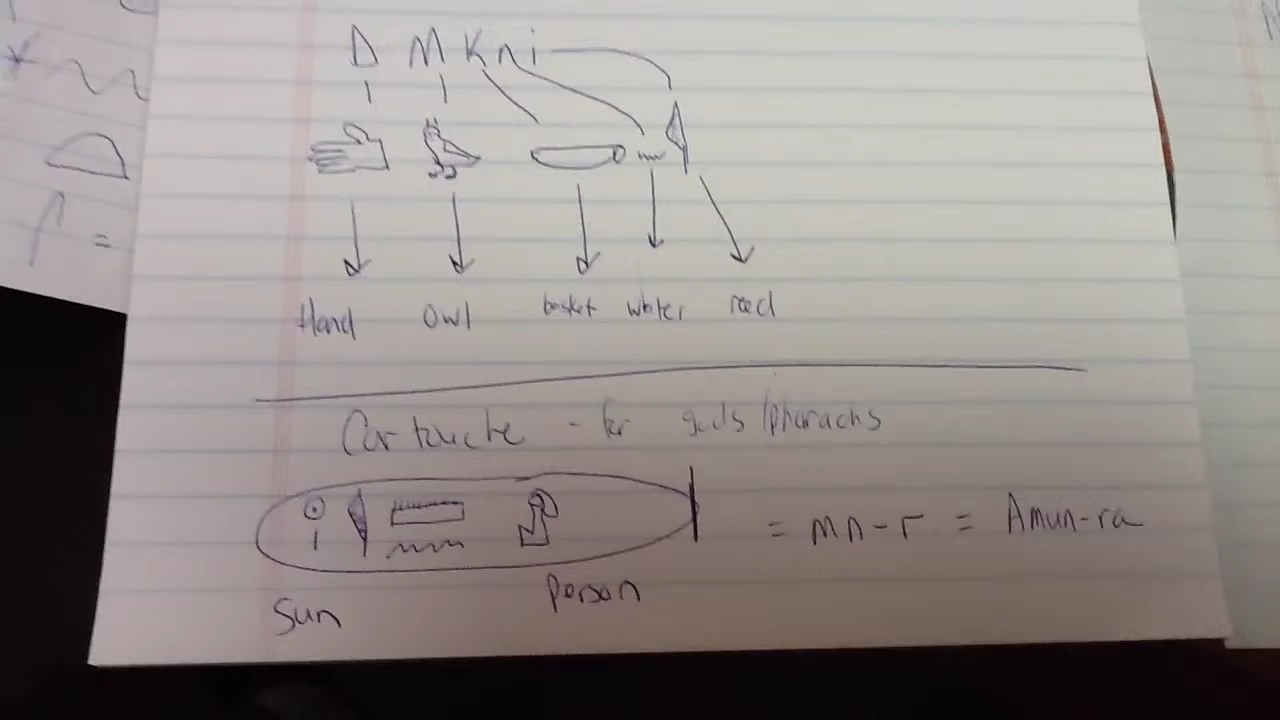 D M K n i
Hand owl basket water reed
Cartouche - for gods/pharaohs
= mn-r = Amun-ra
Sun person
=